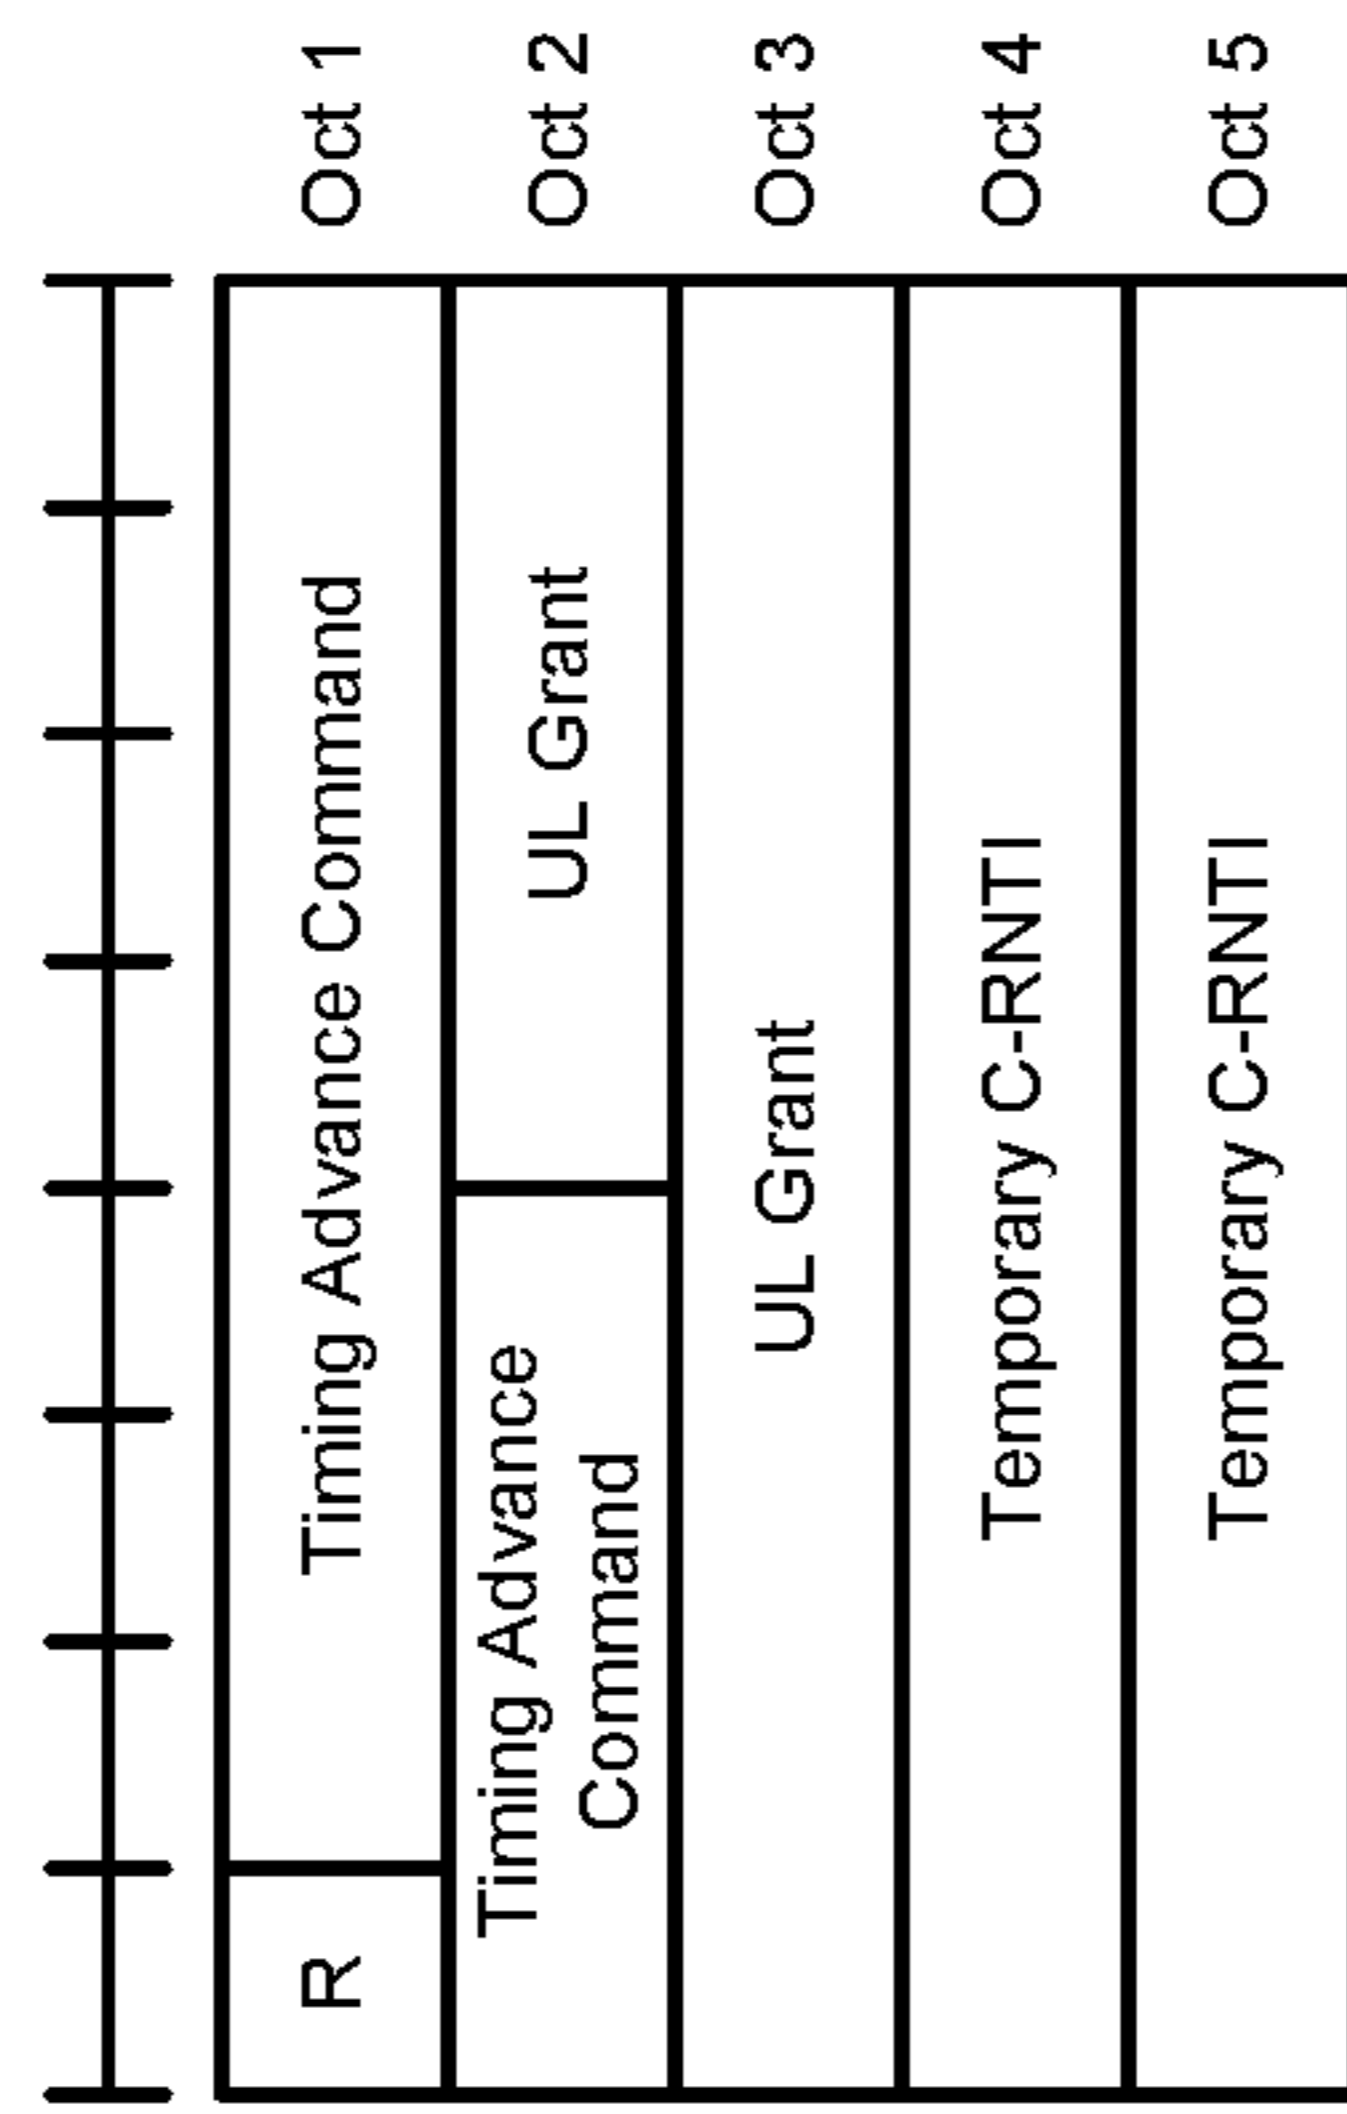 R Timing Advance Command Oct 1
Timing Advance
Command
UL Grant Oct 2
UL Grant Oct 3
Temporary C-RNTI Oct 4
Temporary C-RNTI Oct 5